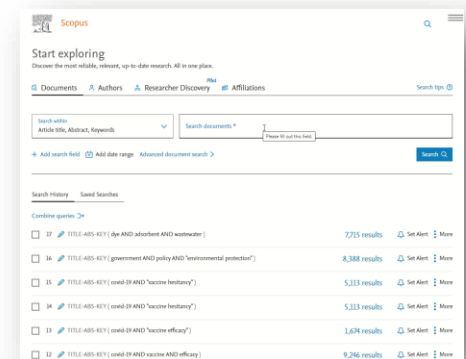 Scopus
Start exploring
Discover the most reliable, relevant, up-to-date research. All in one place.
Pilot
Documents Authors Researcher Discovery Affiliations Search tips
Search within
Article title, Abstract, Keywords
Search documents *
Please fill out this field.
+ Add search field Add date range Advanced document search >
Search
Search History Saved Searches
Combine queries
17 TITLE-ABS-KEY ( dye AND adsorbent AND wastewater ) 7,715 results Set Alert More
16 TITLE-ABS-KEY ( government AND policy AND "environmental protection") 8,388 results Set Alert More
15 TITLE-ABS-KEY ( covid-19 AND "vaccine hesitancy") 5,113 results Set Alert More
14 TITLE-ABS-KEY ( covid-19 AND "vaccine hesitancy") 5,113 results Set Alert More
13 TITLE-ABS-KEY ( covid-19 AND "vaccine efficacy") 1,674 results Set Alert More
12 TITLE-ABS-KEY ( covid-19 AND vaccine AND efficacy ) 9,246 results Set Alert More